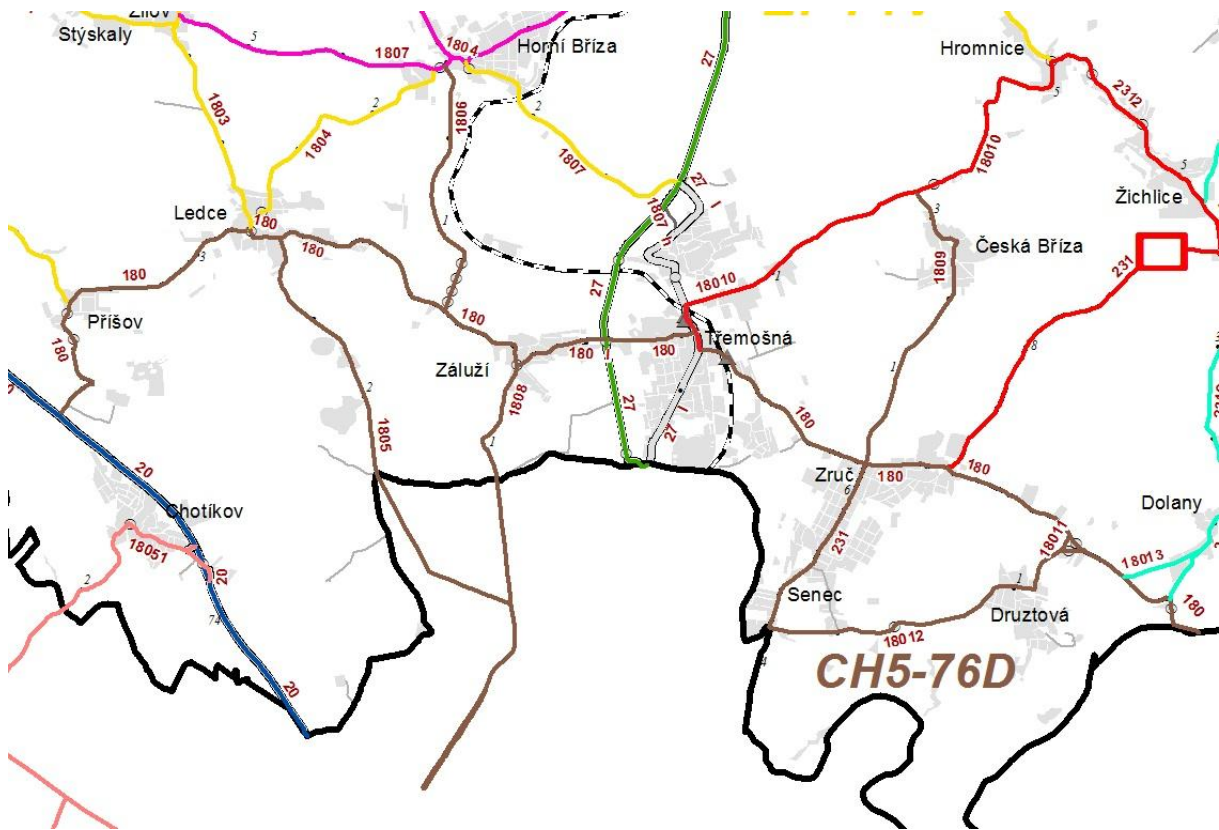 Žilov
Stýskaly
5
1807
1804
Horní Bříza
27
Hromnice
5
2312
1803
2
1804
1806
2
1807
18010
5
Žichlice
27
1807
I
h
Ledce
180
180
1
3
Česká Bříza
1809
231
3
180
18010
1
27
Příšov
180
180
Třemošná
180
180
Záluží
8
1808
2
1
1805
27
27
I
180
1
20
Zruč
6
180
180
Chotíkov
Dolany
18051
231
18011
18013
2
20
Senec
1
180
Druztová
74
18012
4
CH5-76D
20